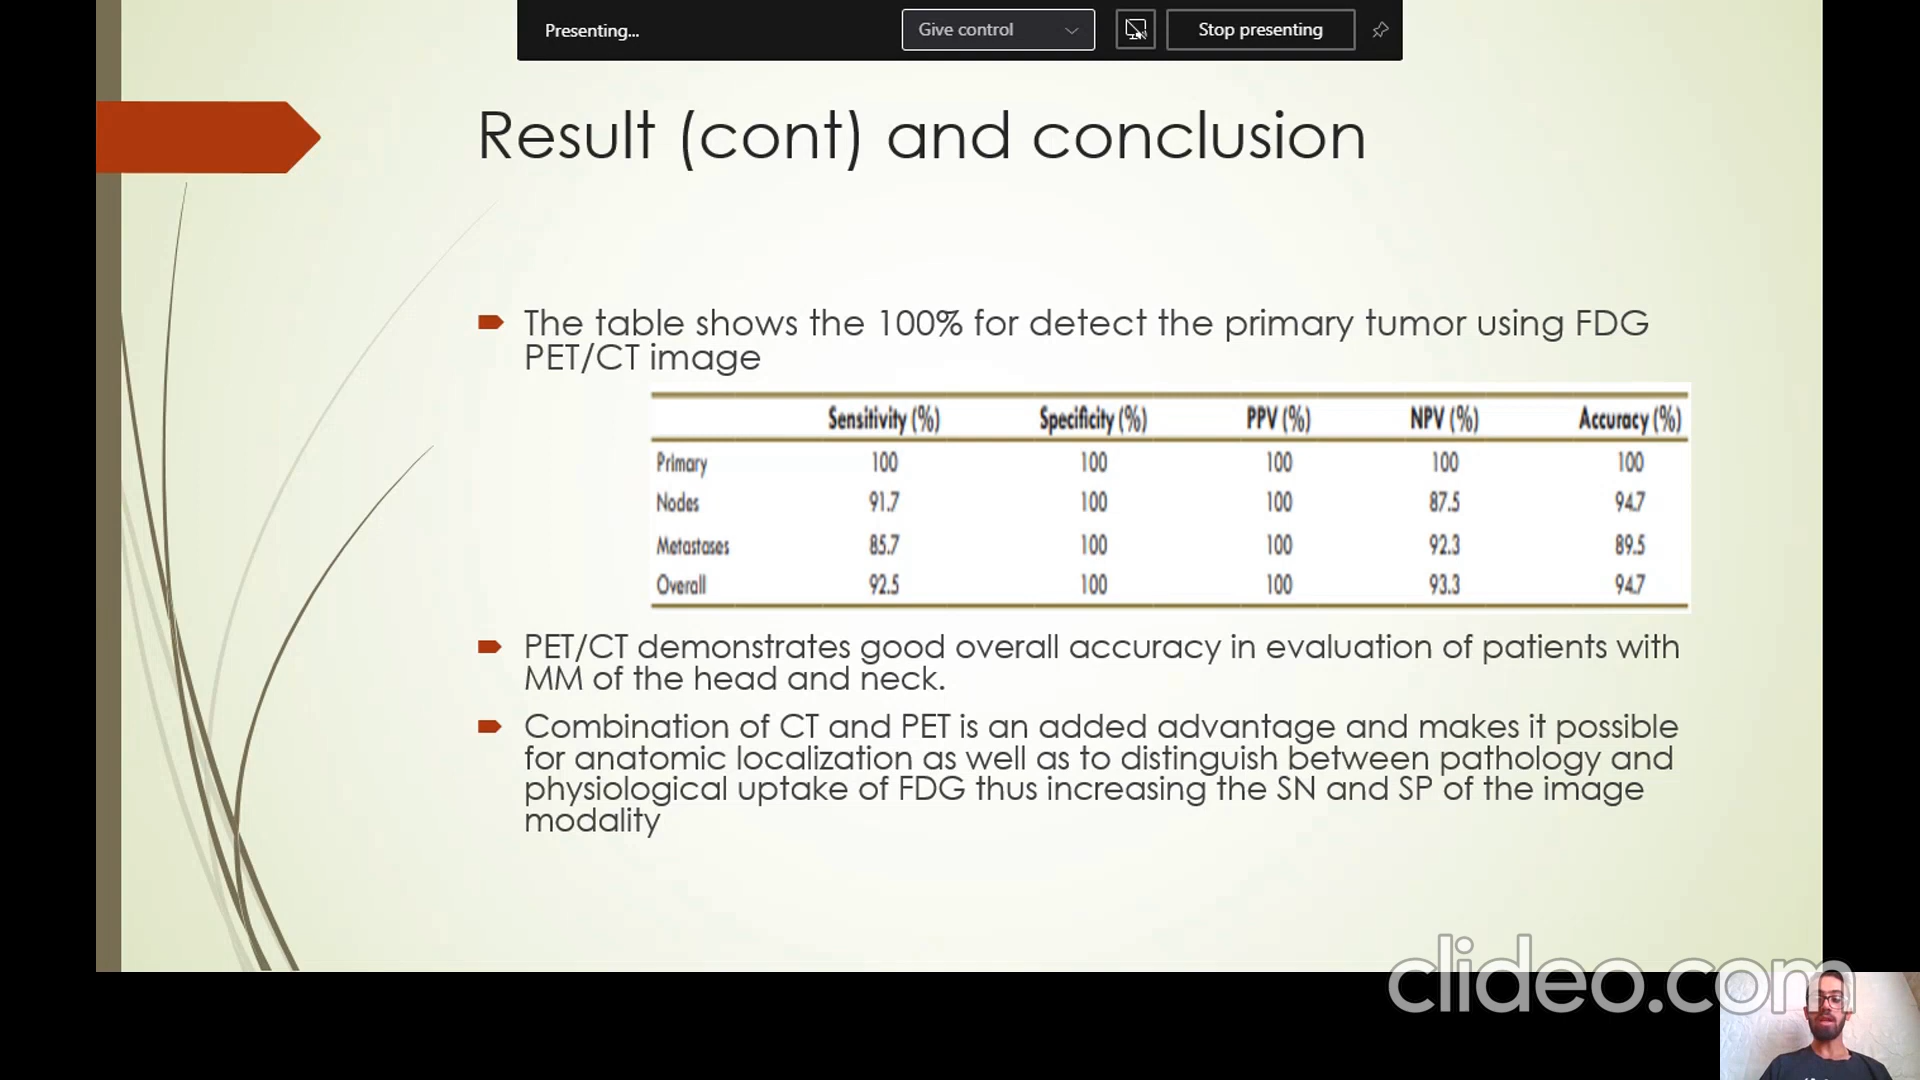 Presenting...
Give control
Stop presenting
Result (cont) and conclusion
The table shows the 100% for detect the primary tumor using FDG
PET/CT image
Sensitivity (%) Specificity (%) PPV (%) NPV (%) Accuracy (%)
Primary 100 100 100 100 100
Nodes 91.7 100 100 87.5 94.7
Metastases 85.7 100 100 92.3 89.5
Overall 92.5 100 100 93.3 94.7
PET/CT demonstrates good overall accuracy in evaluation of patients with
MM of the head and neck.
Combination of CT and PET is an added advantage and makes it possible
for anatomic localization as well as to distinguish between pathology and
physiological uptake of FDG thus increasing the SN and SP of the image
modality
clideo.com